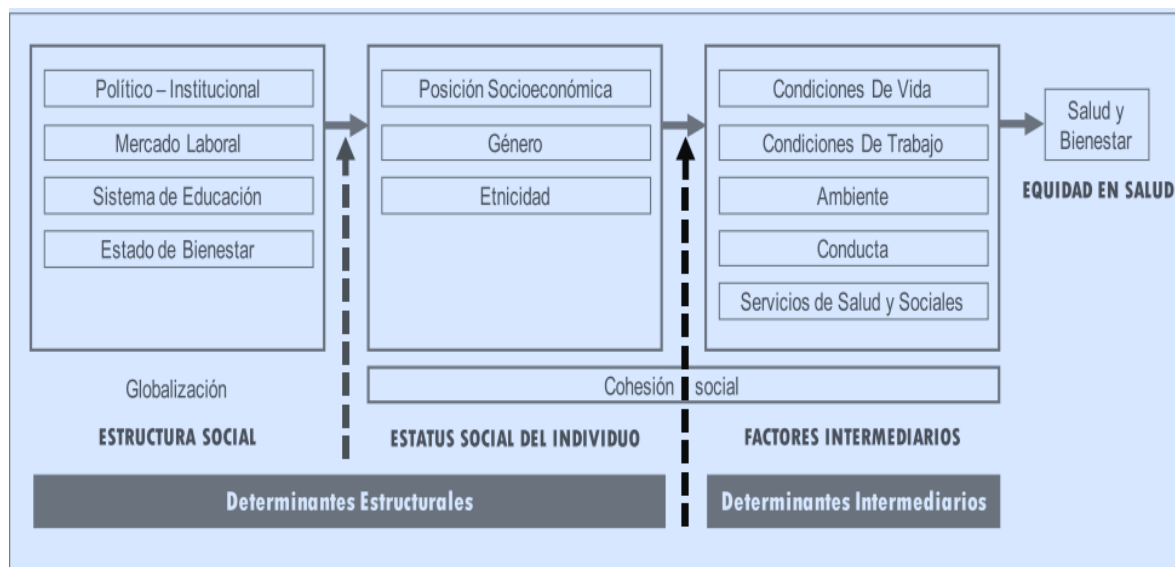 Político – Institucional
Mercado Laboral
Sistema de Educación
Estado de Bienestar
Posición Socioeconómica
Género
Etnicidad
Condiciones De Vida
Condiciones De Trabajo
Ambiente
Conducta
Servicios de Salud y Sociales
Salud y
Bienestar
EQUIDAD EN SALUD
Globalización
Cohesión social
ESTRUCTURA SOCIAL
ESTATUS SOCIAL DEL INDIVIDUO
FACTORES INTERMEDIARIOS
Determinantes Estructurales
Determinantes Intermediarios